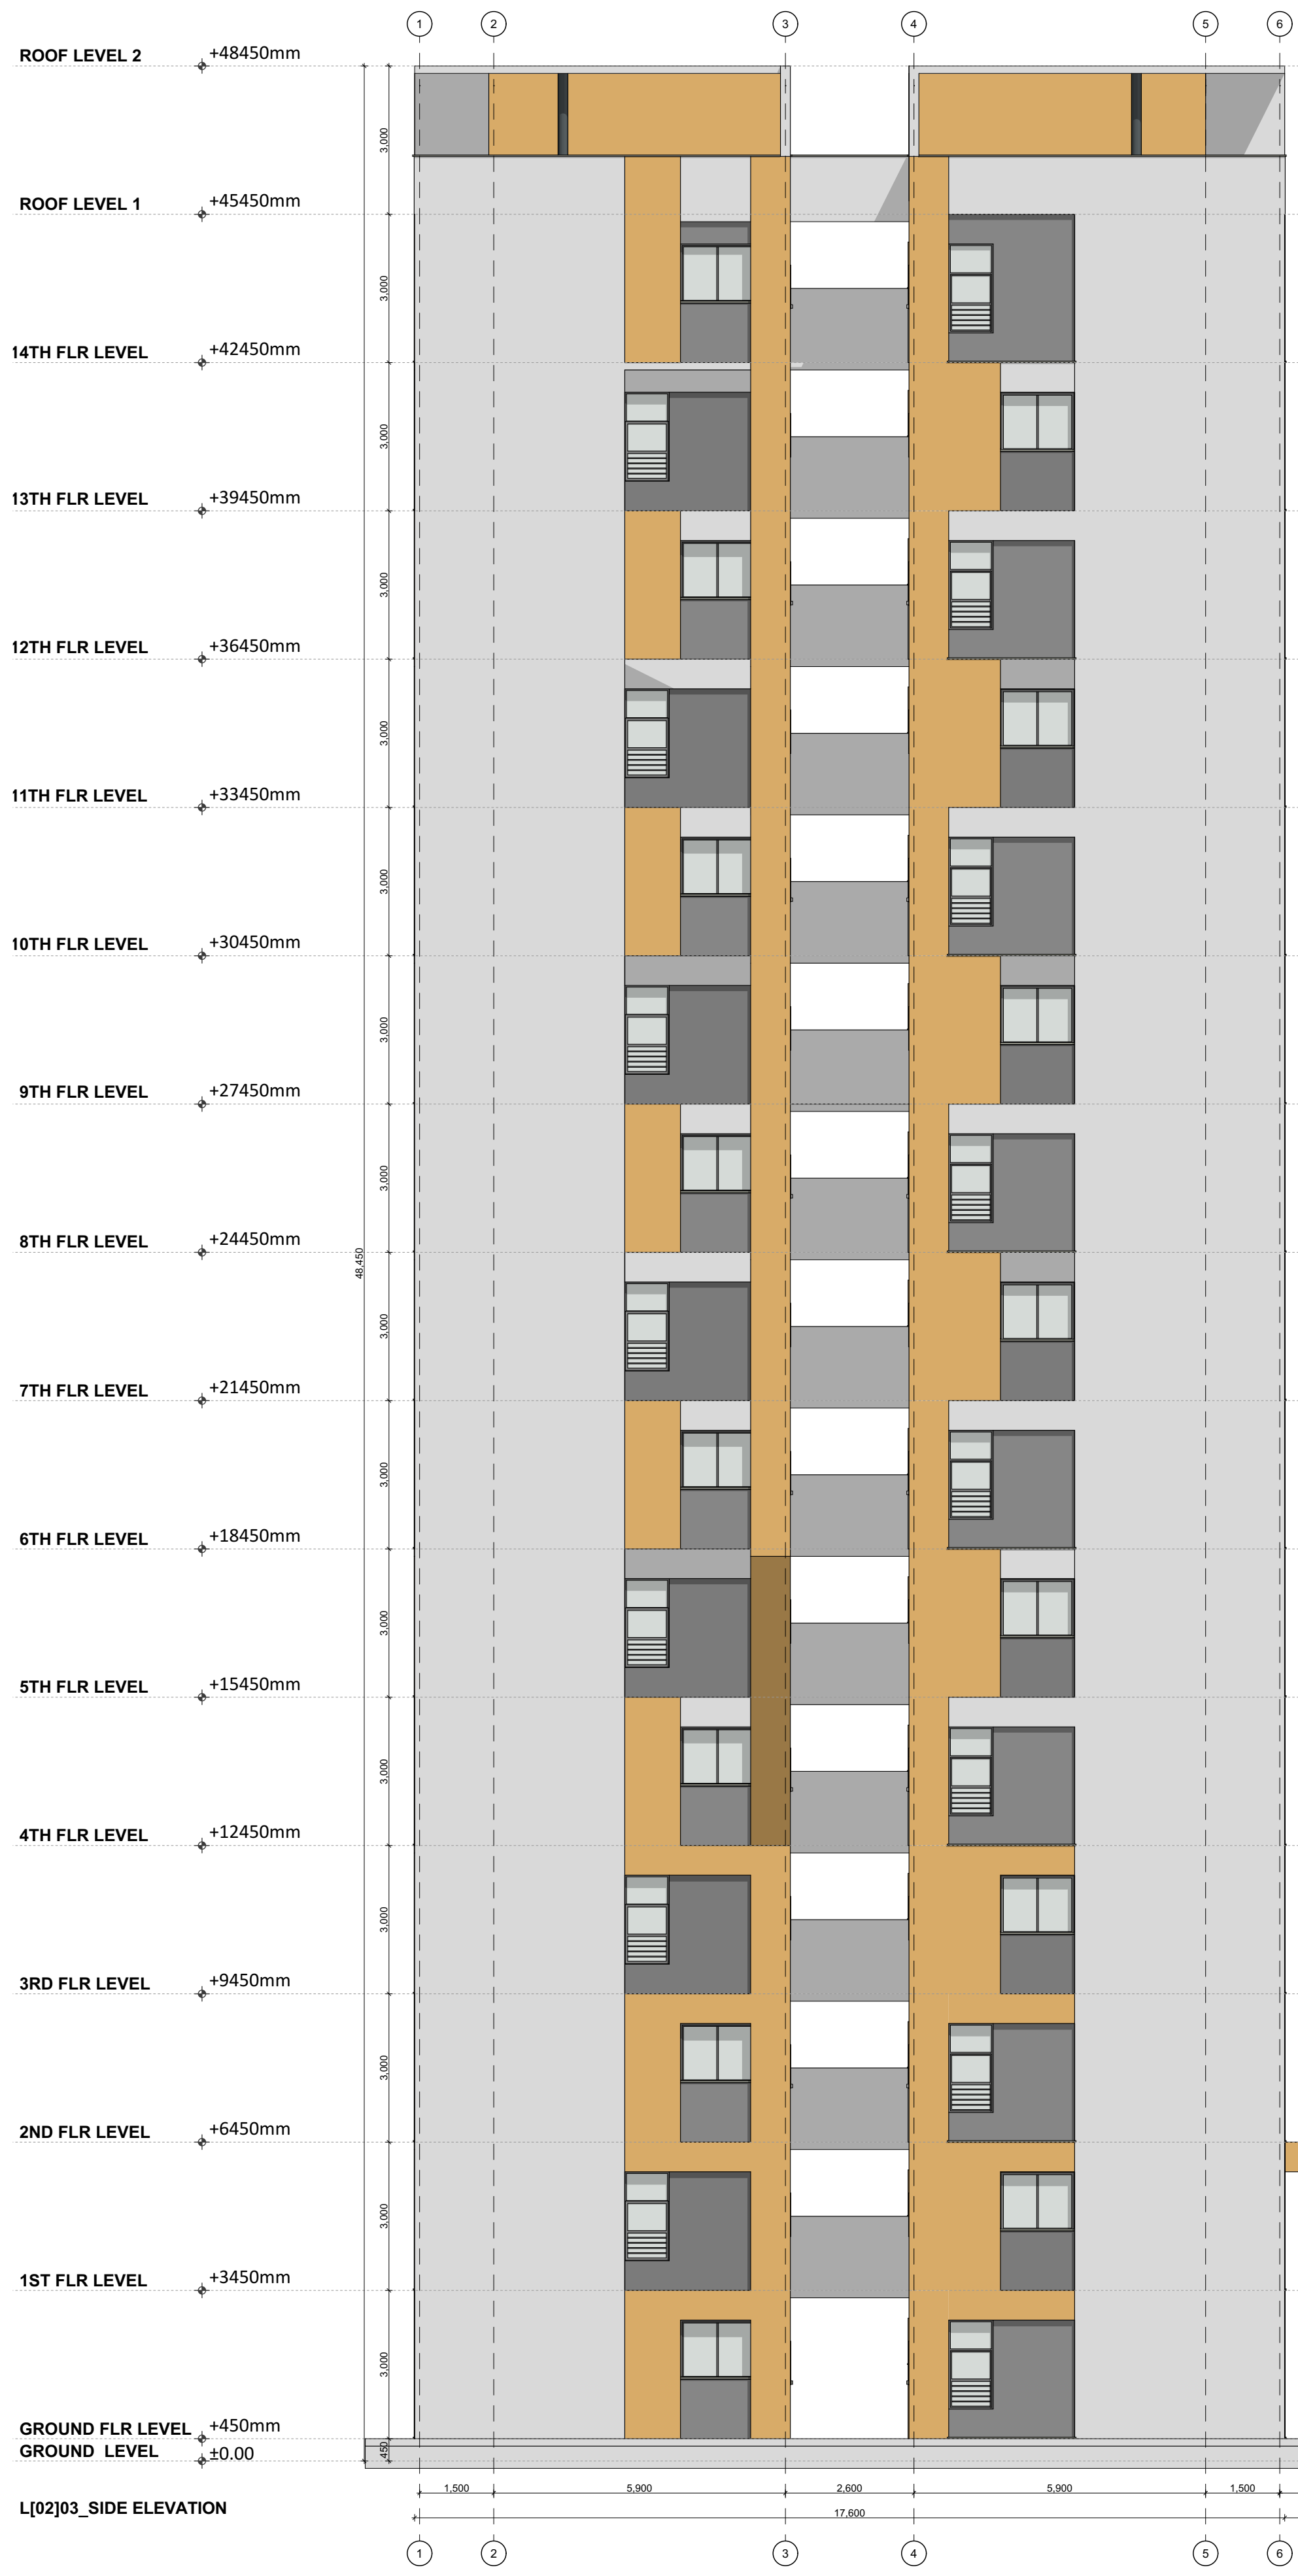 1 2 3 4 5 6
ROOF LEVEL 2 +48450mm
3,000
ROOF LEVEL 1 +45450mm
3,000
14TH FLR LEVEL +42450mm
3,000
13TH FLR LEVEL +39450mm
3,000
12TH FLR LEVEL +36450mm
3,000
11TH FLR LEVEL +33450mm
3,000
10TH FLR LEVEL +30450mm
3,000
9TH FLR LEVEL +27450mm
3,000
8TH FLR LEVEL +24450mm
48,450
3,000
7TH FLR LEVEL +21450mm
3,000
6TH FLR LEVEL +18450mm
3,000
5TH FLR LEVEL +15450mm
3,000
4TH FLR LEVEL +12450mm
3,000
3RD FLR LEVEL +9450mm
3,000
2ND FLR LEVEL +6450mm
3,000
1ST FLR LEVEL +3450mm
3,000
GROUND FLR LEVEL +450mm
GROUND LEVEL ±0.00
450
1,500 5,900 2,600 5,900 1,500
L[02]03_SIDE ELEVATION
17,600
1 2 3 4 5 6